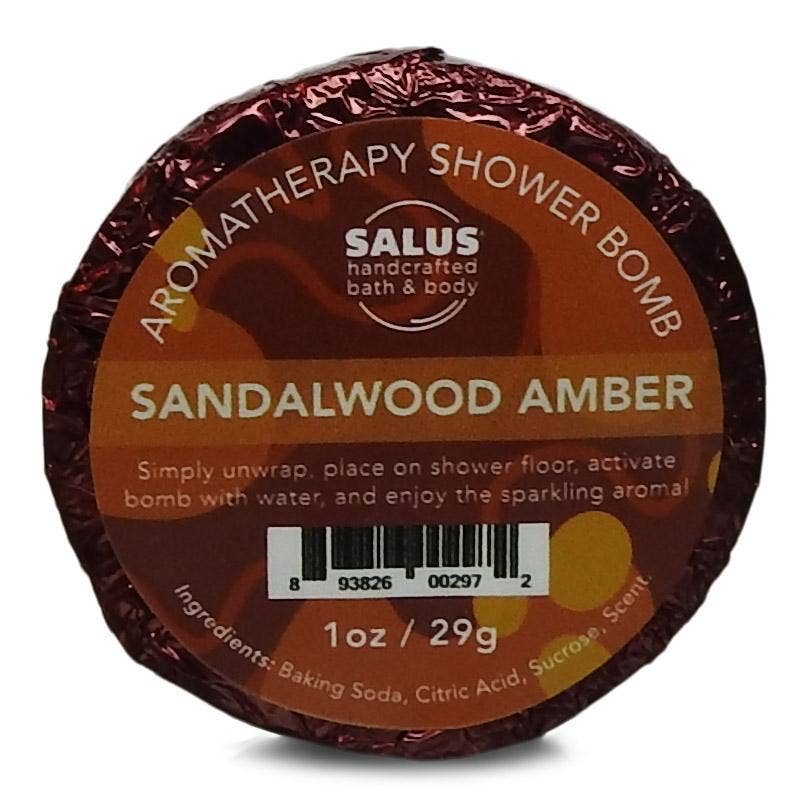 AROMATHERAPY SHOWER BOMB
SALUS
handcrafted
bath & body
SANDALWOOD AMBER
Simply unwrap, place on shower floor, activate
bomb with water, and enjoy the sparkling aroma!
8 93826 00297 2
1oz / 29g
Ingredients: Baking Soda, Citric Acid, Sucrose, Scent.